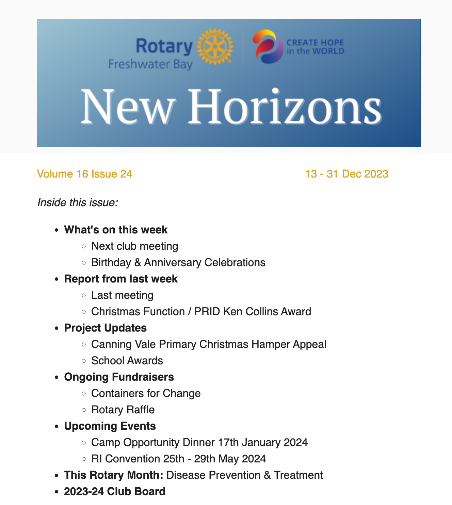 Rotary
Freshwater Bay
CREATE HOPE
in the WORLD
New Horizons
Volume 16 Issue 24
13 - 31 Dec 2023
Inside this issue:
What's on this week
Next club meeting
Birthday & Anniversary Celebrations
Report from last week
Last meeting
Christmas Function / PRID Ken Collins Award
Project Updates
Canning Vale Primary Christmas Hamper Appeal
School Awards
Ongoing Fundraisers
Containers for Change
Rotary Raffle
Upcoming Events
Camp Opportunity Dinner 17th January 2024
RI Convention 25th - 29th May 2024
This Rotary Month: Disease Prevention & Treatment
2023-24 Club Board